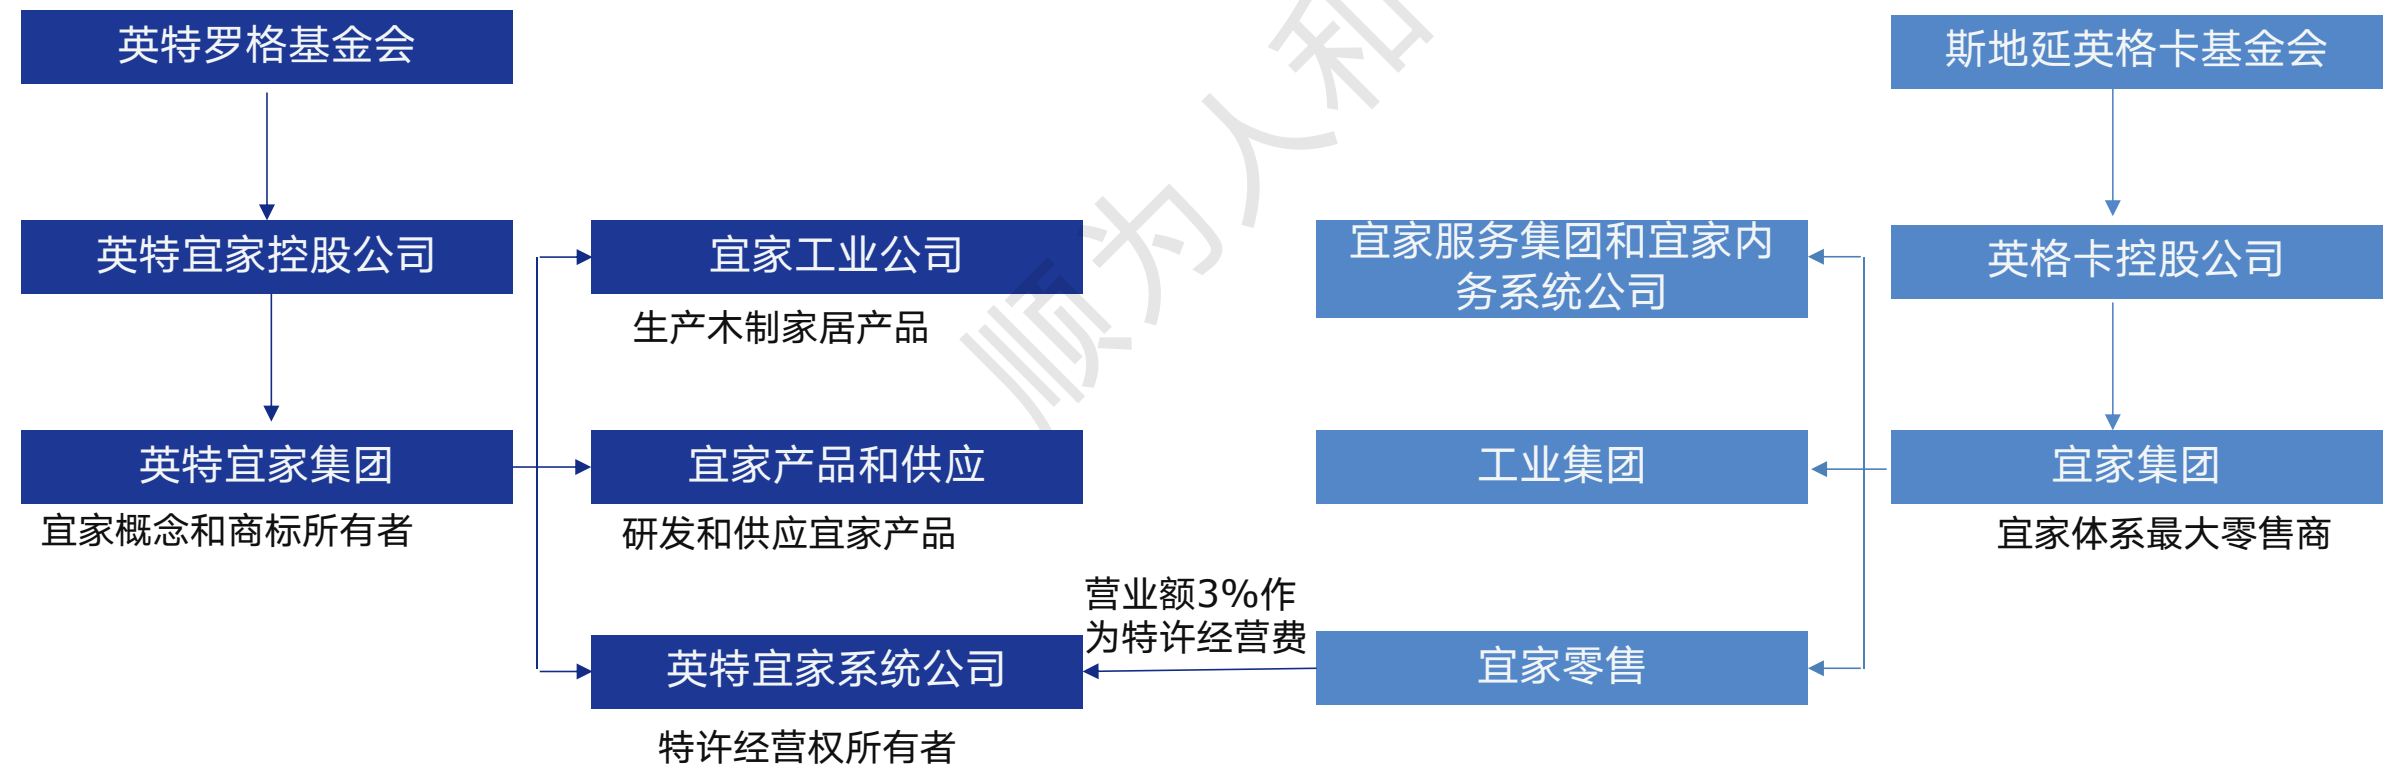 英特罗格基金会
斯地延英格卡基金会
英特宜家控股公司
宜家工业公司
生产木制家居产品
宜家服务集团和宜家内
务系统公司
英格卡控股公司
英特宜家集团
宜家概念和商标所有者
宜家产品和供应
研发和供应宜家产品
工业集团
宜家集团
宜家体系最大零售商
营业额3%作
为特许经营费
英特宜家系统公司
特许经营权所有者
宜家零售
顺为人和